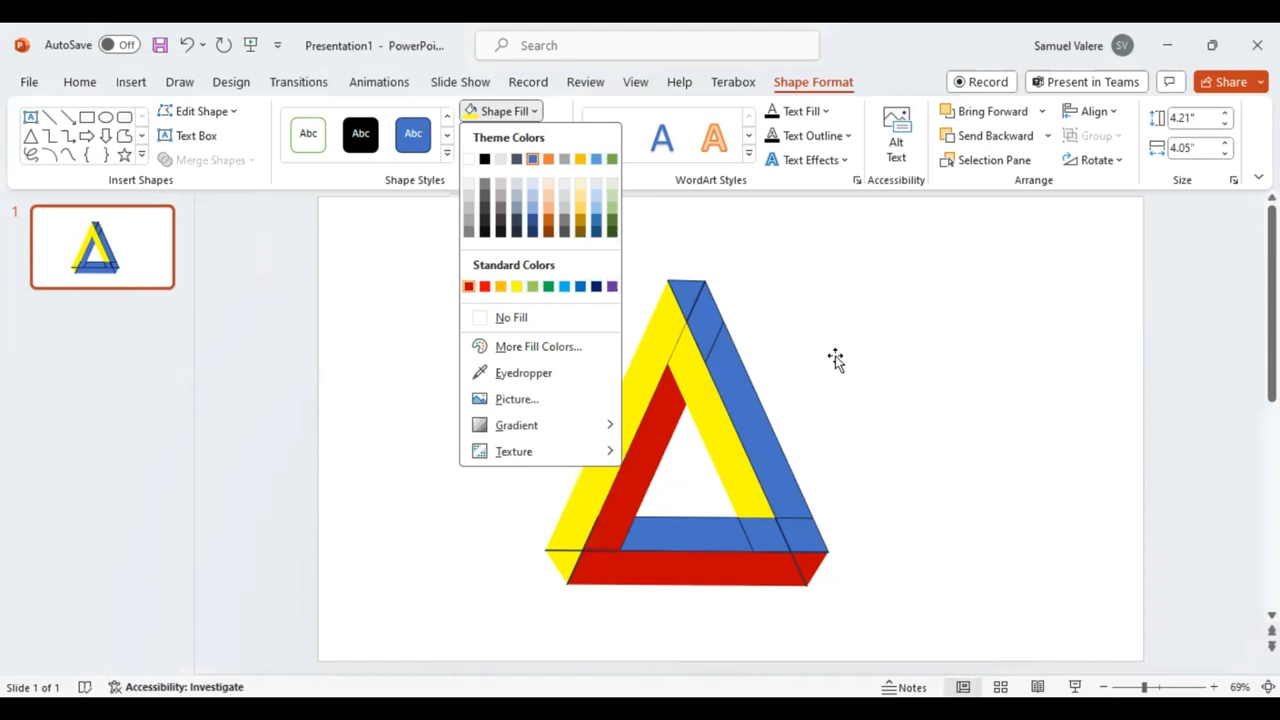 AutoSave Off Presentation1 - PowerPoi... Search Samuel Valere SV
File Home Insert Draw Design Transitions Animations Slide Show Record Review View Help Terabox Shape Format Record Present in Teams Share
Edit Shape
Text Box
Merge Shapes
Insert Shapes
Abc Abc Abc
Shape Styles
Shape Fill
Theme Colors
Standard Colors
No Fill
More Fill Colors...
Eyedropper
Picture...
Gradient
Texture
A A
WordArt Styles
Text Fill
Text Outline
Text Effects
Alt
Text
Accessibility
Bring Forward
Send Backward
Selection Pane
Align
Group
Rotate
Arrange
4.21"
4.05"
Size
1
Slide 1 of 1 Accessibility: Investigate Notes 69%